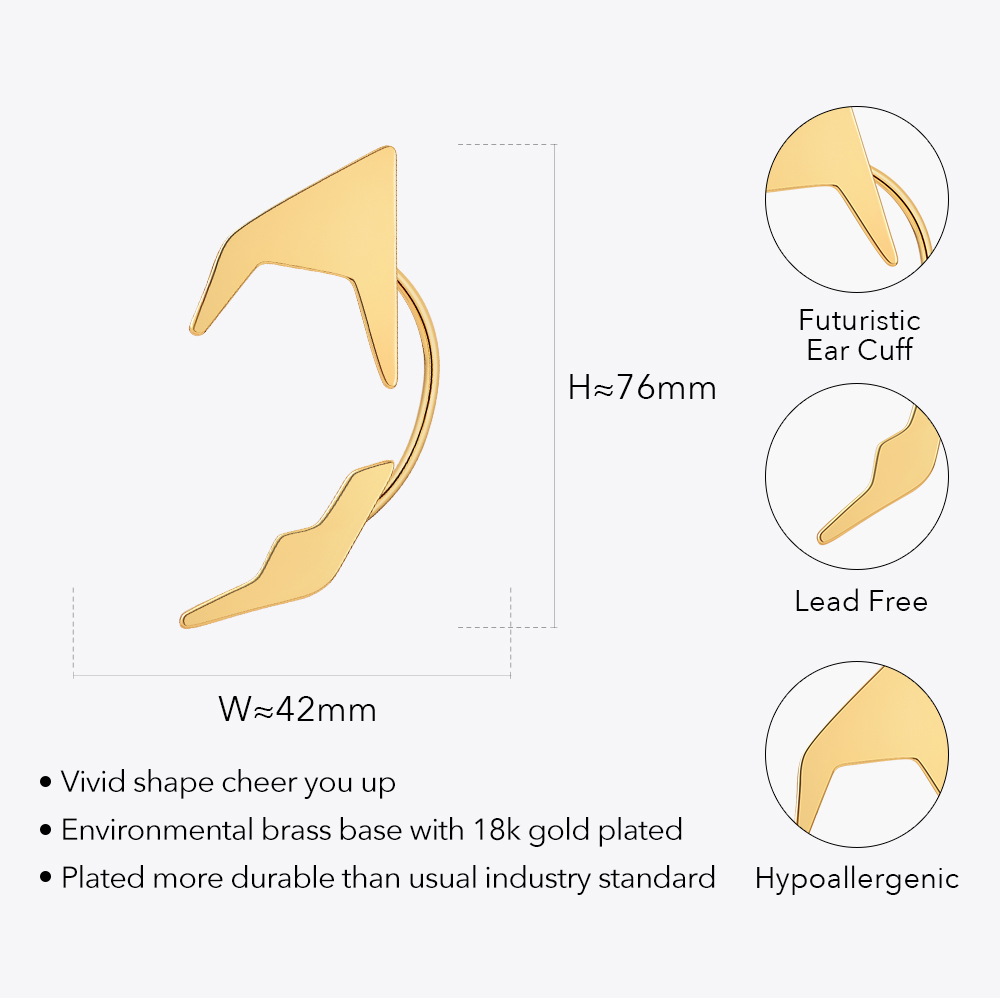 Futuristic
Ear Cuff
H≈76mm
Lead Free
W≈42mm
• Vivid shape cheer you up
• Environmental brass base with 18k gold plated
• Plated more durable than usual industry standard
Hypoallergenic